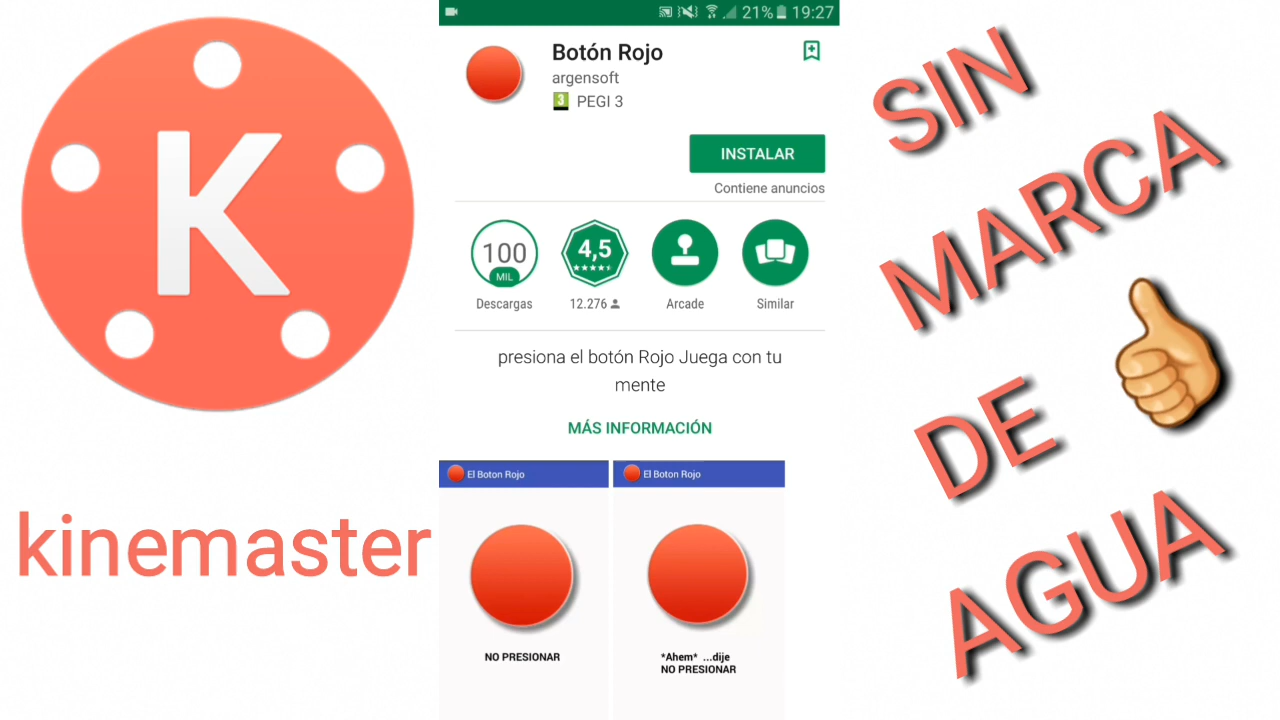 K
kinemaster
21% 19:27
Botón Rojo
argensoft
3 PEGI 3
INSTALAR
Contiene anuncios
100
MIL
Descargas
4,5
12.276
Arcade
Similar
presiona el botón Rojo Juega con tu
mente
MÁS INFORMACIÓN
El Boton Rojo
NO PRESIONAR
El Boton Rojo
*Ahem* ...dije
NO PRESIONAR
SIN
MARCA
DE
AGUA